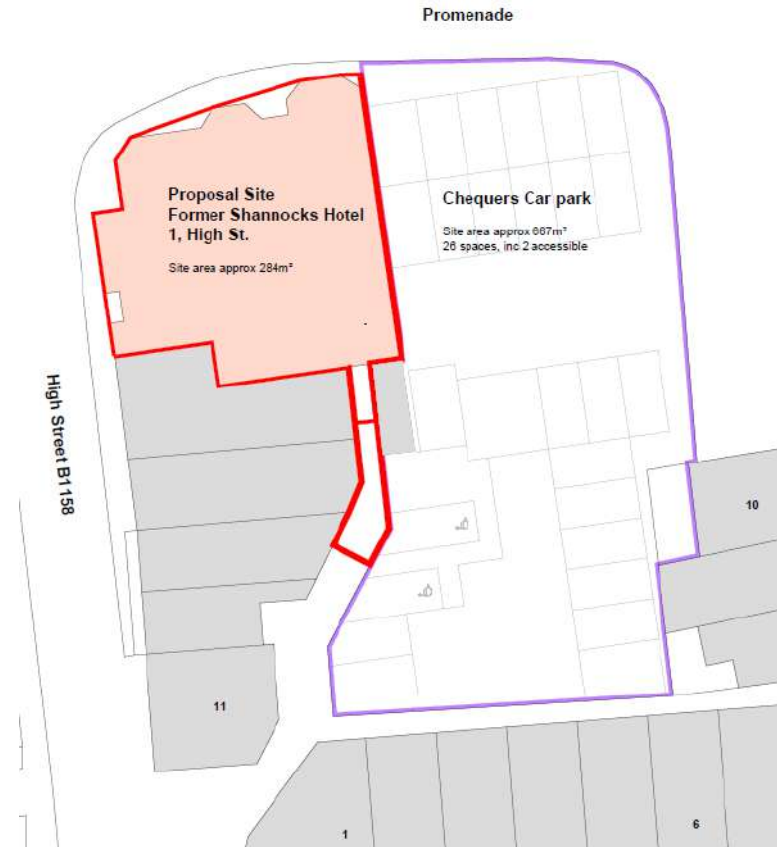 Promenade
Proposal Site
Former Shannocks Hotel
1, High St.
Site area approx 284m²
Chequers Car park
Site area approx 667m²
26 spaces, inc 2 accessible
High Street B1158
10
11
1
6